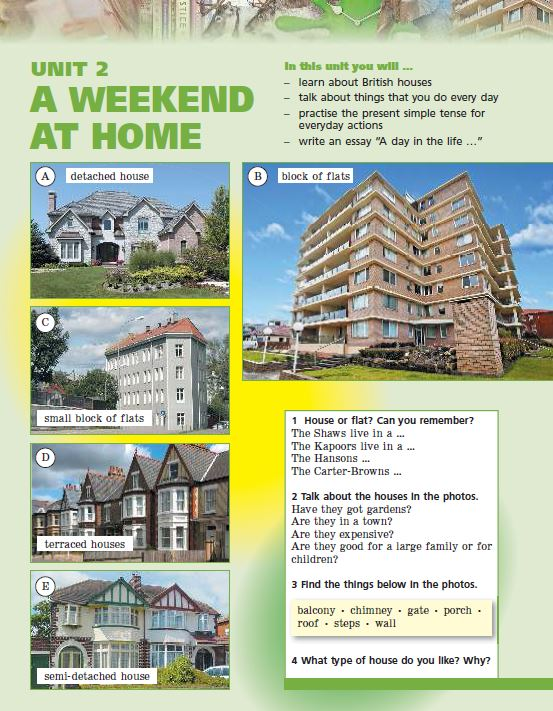 UNIT 2
A WEEKEND
AT HOME
In this unit you will ...
– learn about British houses
– talk about things that you do every day
– practise the present simple tense for
everyday actions
– write an essay “A day in the life ...”
A detached house
B block of flats
C
small block of flats
D
terraced houses
E
semi-detached house
1 House or flat? Can you remember?
The Shaws live in a ...
The Kapoors live in a ...
The Hansons ...
The Carter-Browns ...
2 Talk about the houses in the photos.
Have they got gardens?
Are they in a town?
Are they expensive?
Are they good for a large family or for
children?
3 Find the things below in the photos.
balcony · chimney · gate · porch ·
roof · steps · wall
4 What type of house do you like? Why?